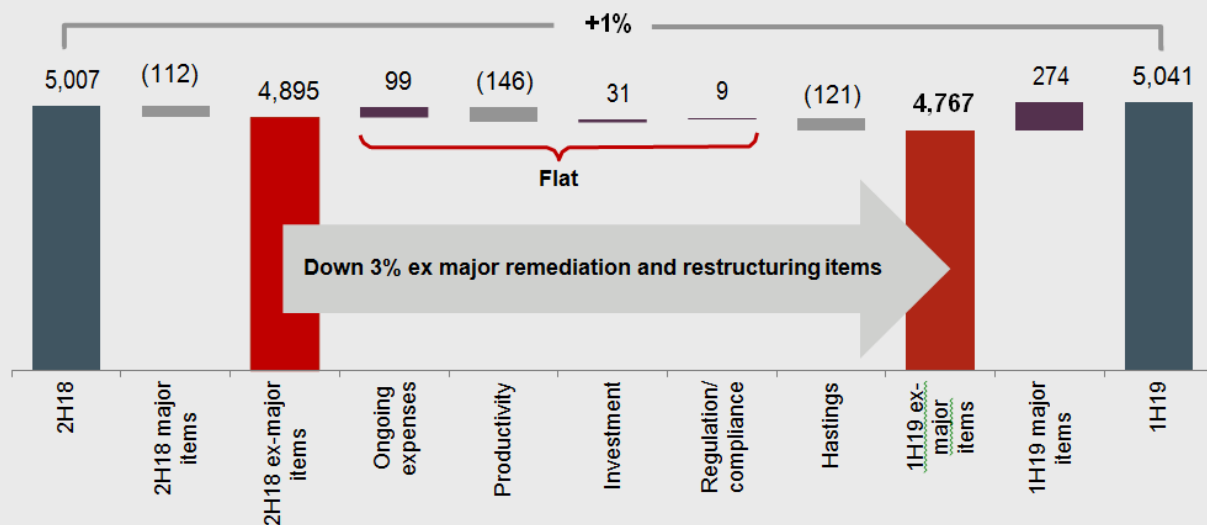 +1%
5,007
(112)
4,895
99
(146)
31
9
(121)
4,767
274
5,041
Flat
Down 3% ex major remediation and restructuring items
2H18
2H18 major
items
2H18 ex-major
items
Ongoing
expenses
Productivity
Investment
Regulation/
compliance
Hastings
1H19 ex-
major
items
1H19 major
items
1H19